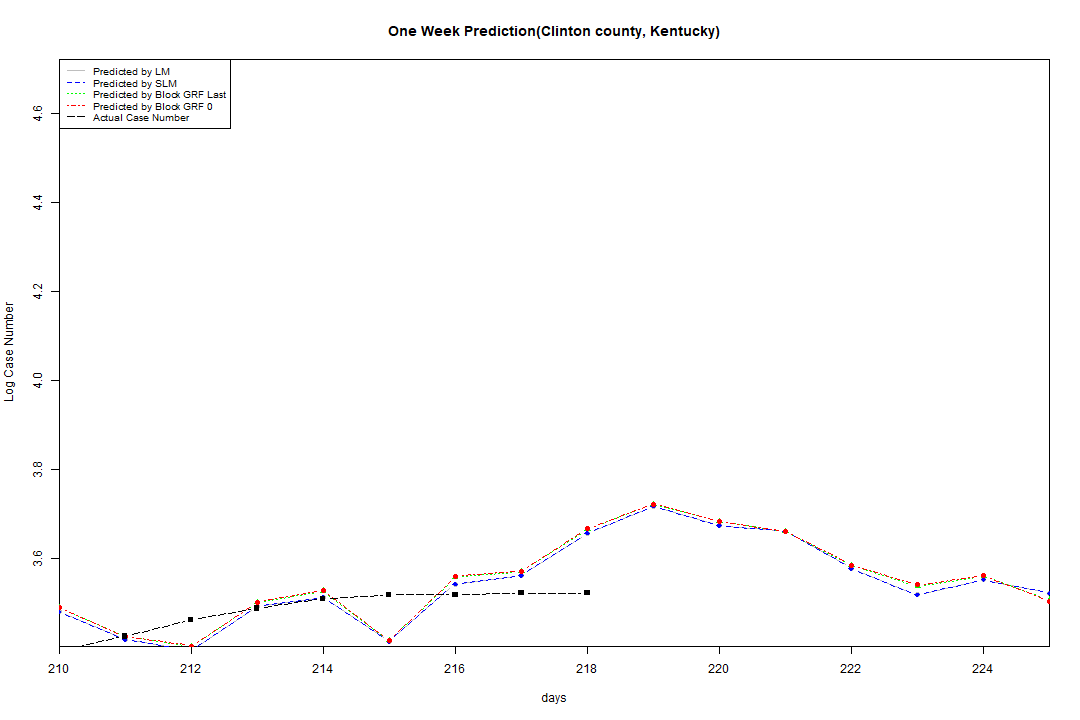 One Week Prediction(Clinton county, Kentucky)
Predicted by LM
Predicted by SLM
Predicted by Block GRF Last
Predicted by Block GRF 0
Actual Case Number
4.6
4.4
4.2
4.0
3.8
3.6
Log Case Number
210 212 214 216 218 220 222 224
days